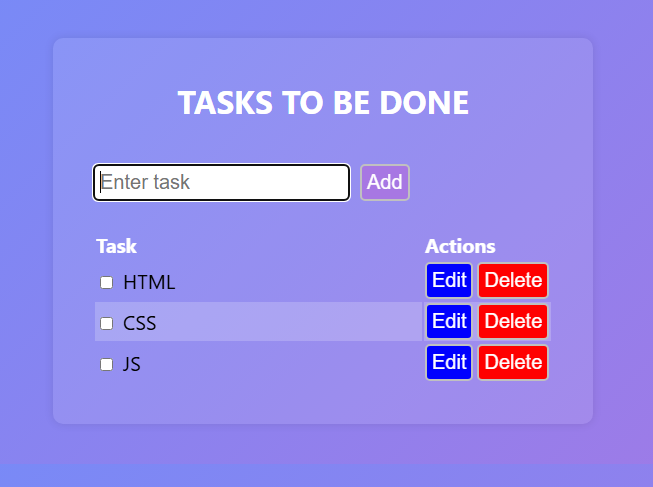 TASKS TO BE DONE
Enter task Add
Task Actions
HTML Edit Delete
CSS Edit Delete
JS Edit Delete